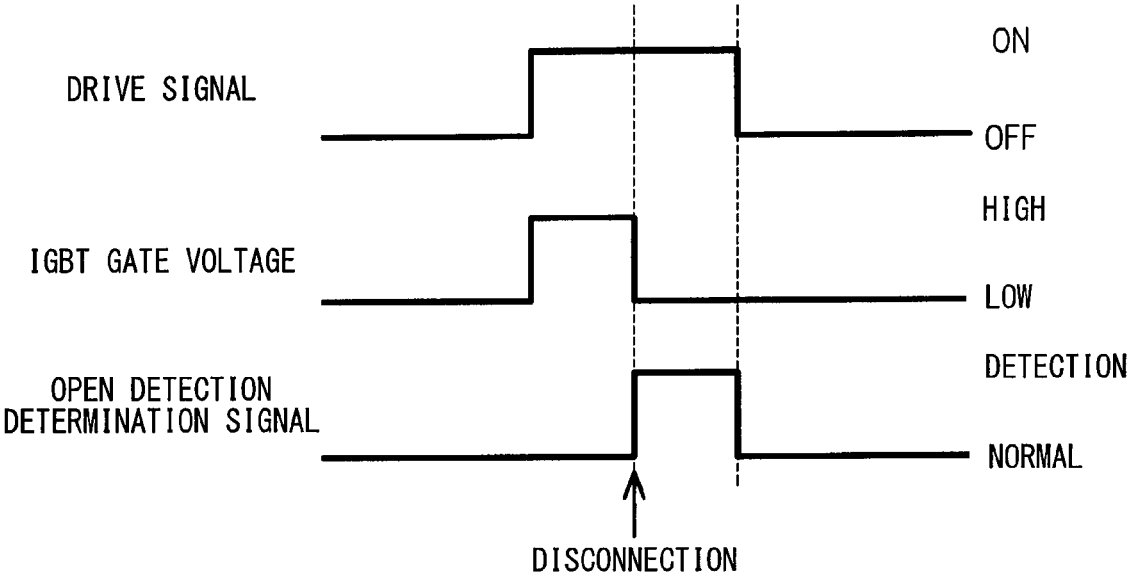 ON
DRIVE SIGNAL
OFF
HIGH
IGBT GATE VOLTAGE
LOW
DETECTION
OPEN DETECTION
DETERMINATION SIGNAL
NORMAL
DISCONNECTION